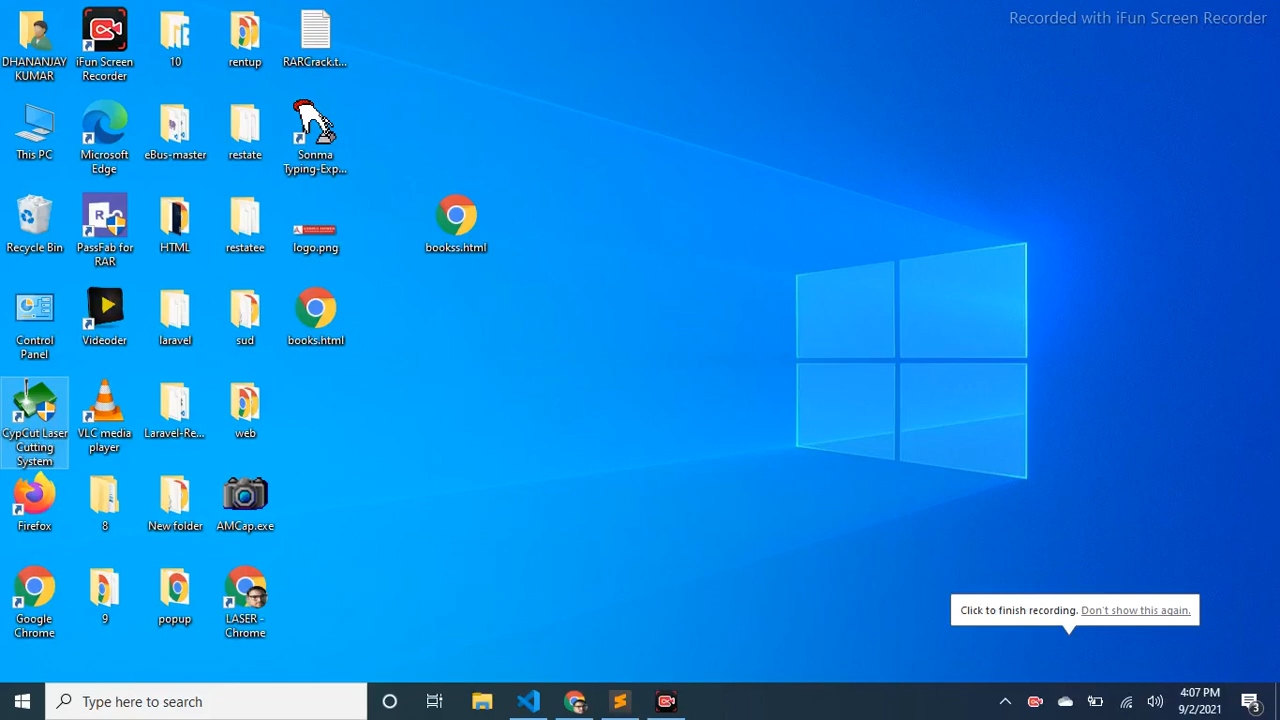 Recorded with iFun Screen Recorder
DHANANJAY
KUMAR
iFun Screen
Recorder
10
rentup
RARCrack.t...
This PC
Microsoft
Edge
eBus-master
restate
Sonma
Typing-Exp...
Recycle Bin
PassFab for
RAR
HTML
restatee
logo.png
bookss.html
Control
Panel
Videoder
laravel
sud
books.html
CypCut Laser
Cutting
System
VLC media
player
Laravel-Re...
web
Firefox
8
New folder
AMCap.exe
Google
Chrome
9
popup
LASER -
Chrome
Click to finish recording. Don't show this again.
Type here to search
4:07 PM
9/2/2021
3